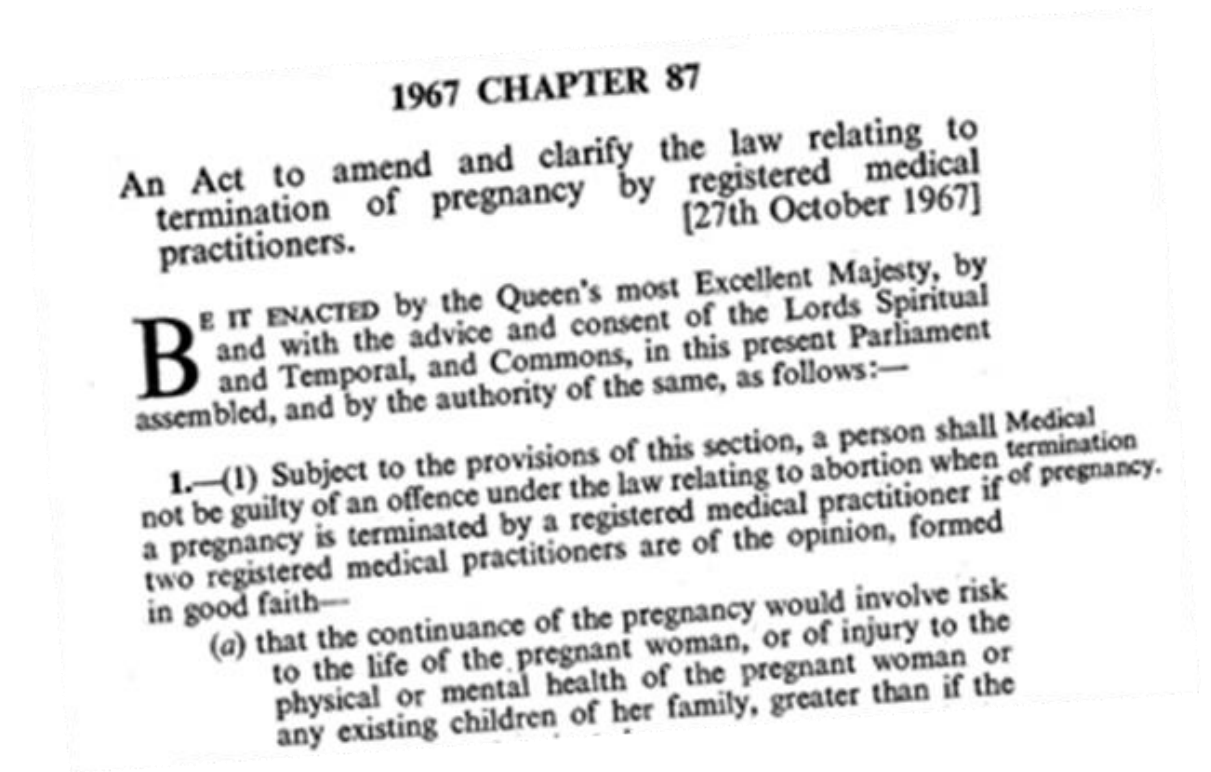 1967 CHAPTER 87
An Act to amend and clarify the law relating to
termination of pregnancy by registered medical
practitioners. [27th October 1967]
BE IT ENACTED by the Queen's most Excellent Majesty, by
and with the advice and consent of the Lords Spiritual
and Temporal, and Commons, in this present Parliament
assembled, and by the authority of the same, as follows:—
1.—(1) Subject to the provisions of this section, a person shall
not be guilty of an offence under the law relating to abortion when
a pregnancy is terminated by a registered medical practitioner if
two registered medical practitioners are of the opinion, formed
in good faith—
Medical
termination
of pregnancy.
(a) that the continuance of the pregnancy would involve risk
to the life of the pregnant woman, or of injury to the
physical or mental health of the pregnant woman or
any existing children of her family, greater than if the